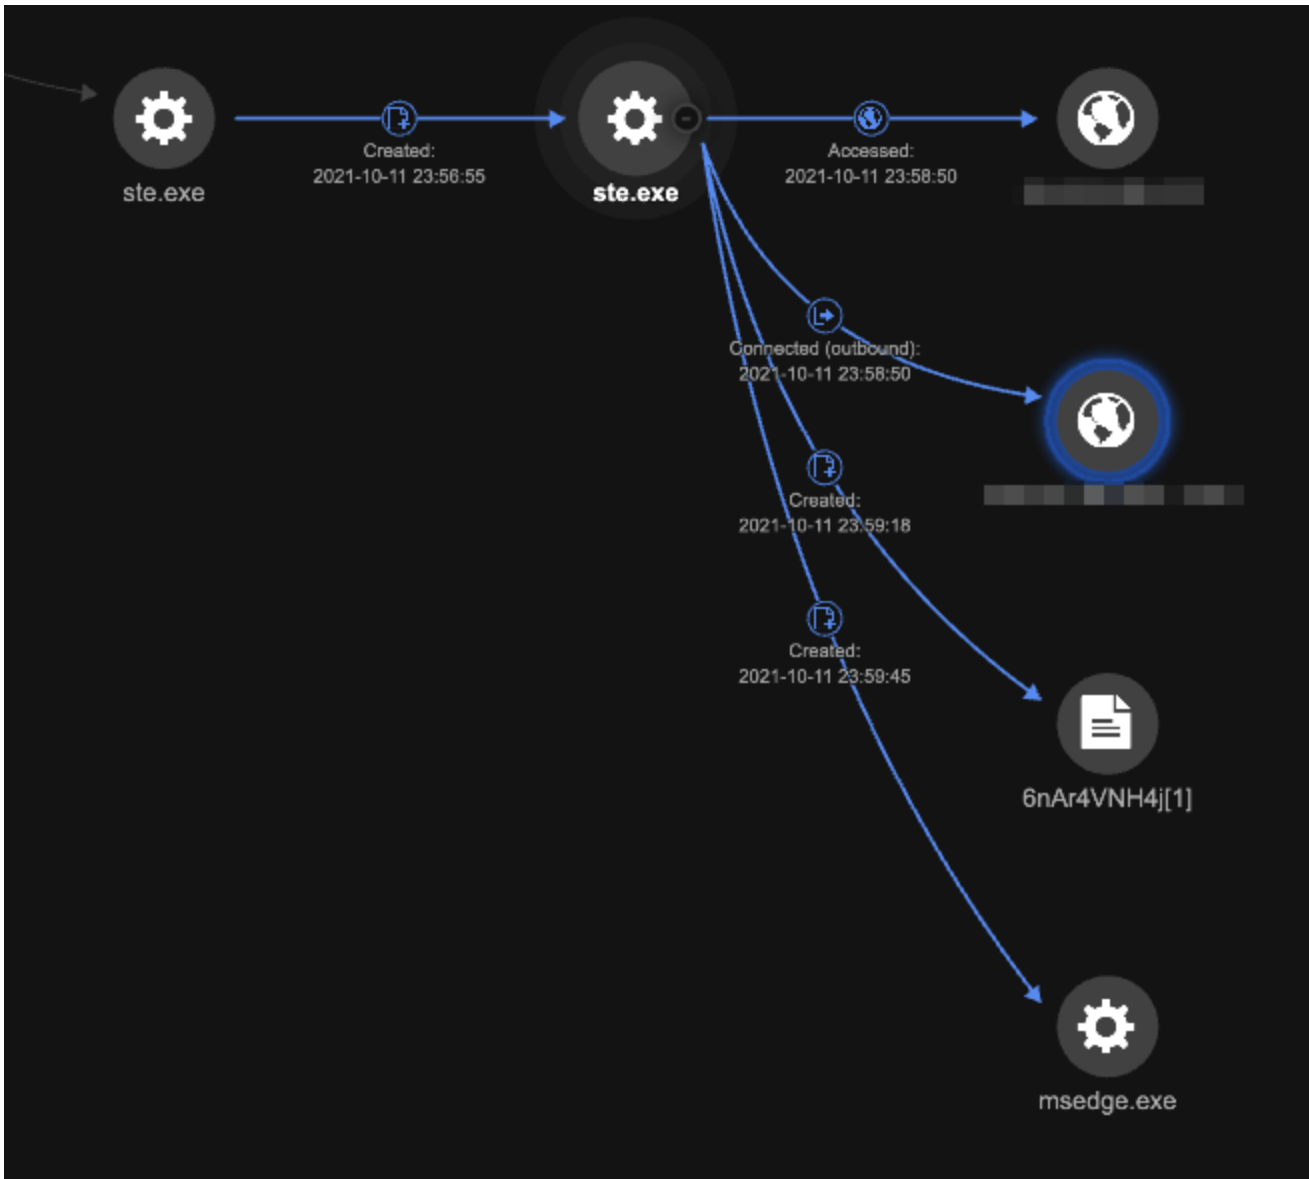 ste.exe
Created:
2021-10-11 23:56:55
ste.exe
Accessed:
2021-10-11 23:58:50
Connected (outbound):
2021-10-11 23:58:50
Created:
2021-10-11 23:59:18
Created:
2021-10-11 23:59:45
6nAr4VNH4j[1]
msedge.exe